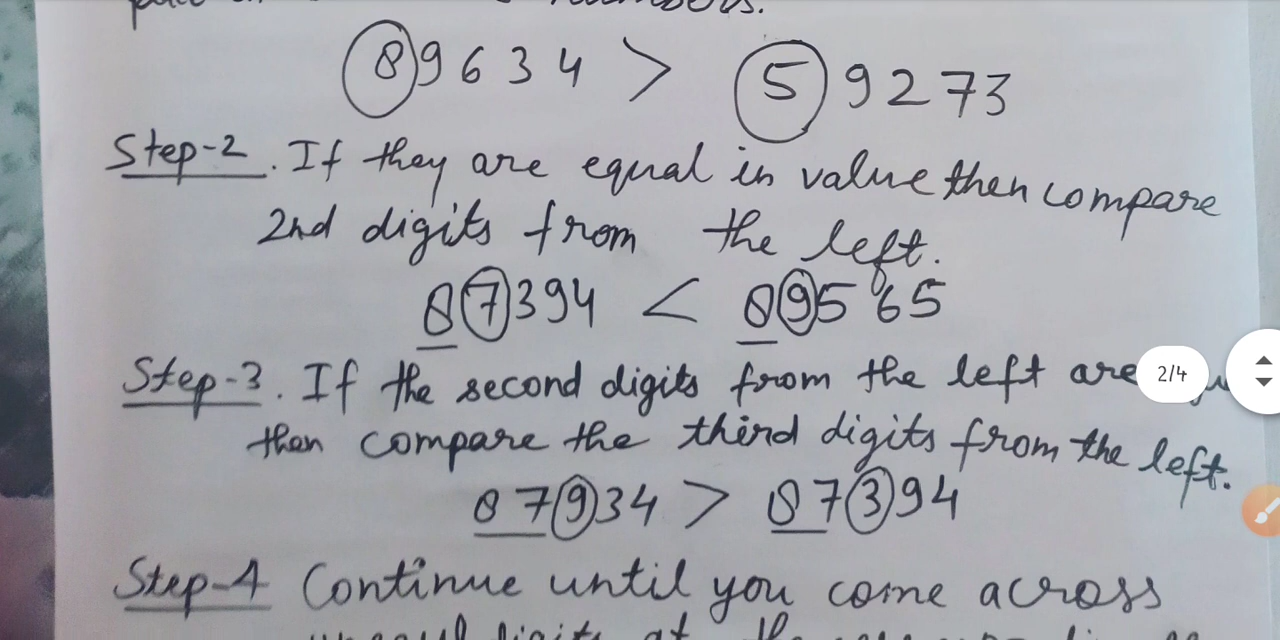 numbers.
89634 > 59273
Step-2. If they are equal in value then compare
2nd digits from the left.
87394 < 89565
Step-3. If the second digits from the left are
then compare the third digits from the left.
87934 > 87394
Step-4 Continue until you come across
2/4